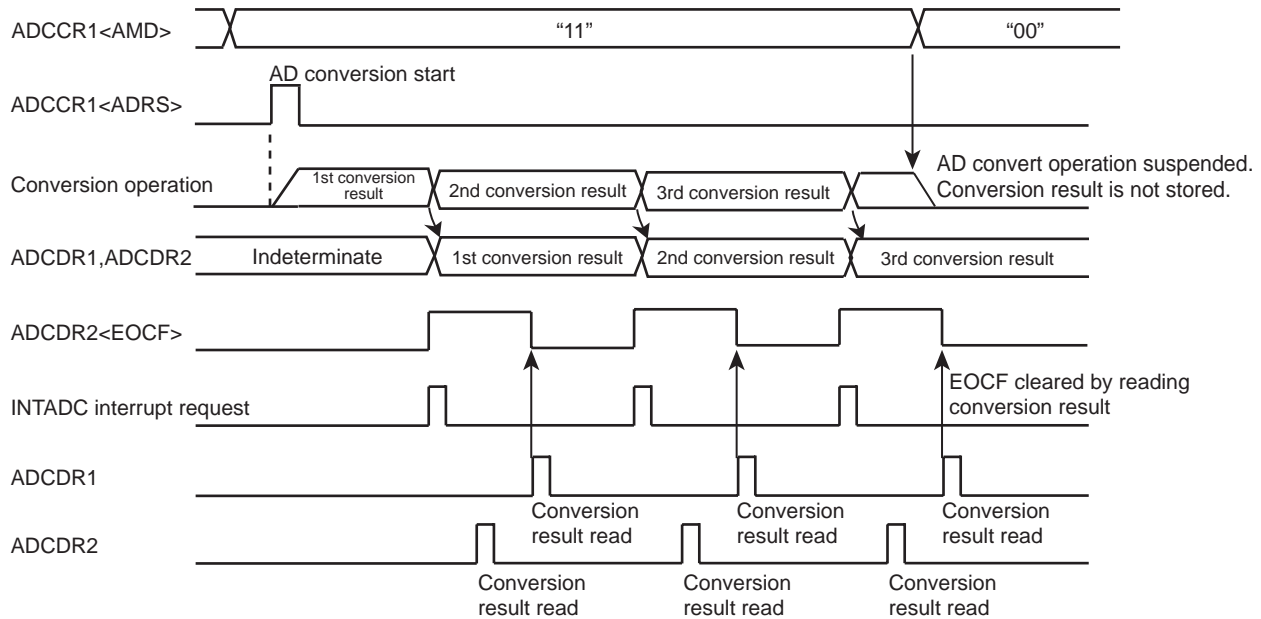 ADCCR1<AMD>
“11”
“00”
AD conversion start
ADCCR1<ADRS>
Conversion operation
1st conversion
result
2nd conversion result
3rd conversion result
AD convert operation suspended.
Conversion result is not stored.
ADCDR1,ADCDR2
Indeterminate
1st conversion result
2nd conversion result
3rd conversion result
ADCDR2<EOCF>
EOCF cleared by reading
conversion result
INTADC interrupt request
ADCDR1
Conversion
result read
Conversion
result read
Conversion
result read
ADCDR2
Conversion
result read
Conversion
result read
Conversion
result read